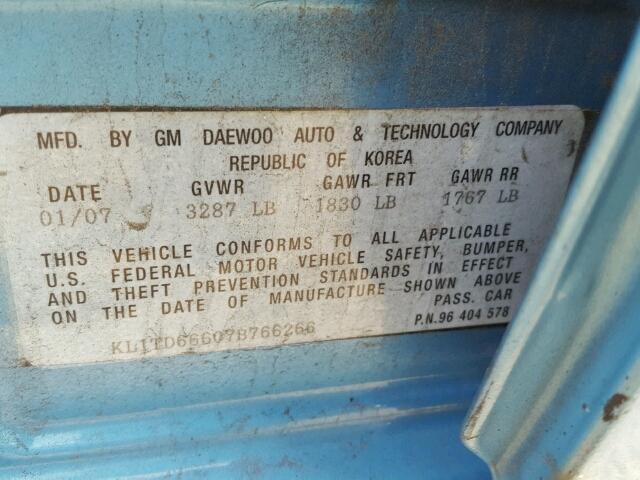 MFD. BY GM DAEWOO AUTO & TECHNOLOGY COMPANY
REPUBLIC OF KOREA
DATE GVWR GAWR FRT GAWR RR
01/07 3287 LB 1830 LB 1767 LB
THIS VEHICLE CONFORMS TO ALL APPLICABLE
U.S. FEDERAL MOTOR VEHICLE SAFETY, BUMPER,
AND THEFT PREVENTION STANDARDS IN EFFECT
ON THE DATE OF MANUFACTURE SHOWN ABOVE
PASS. CAR
KL1TD66607B766266
P.N.96 404 578